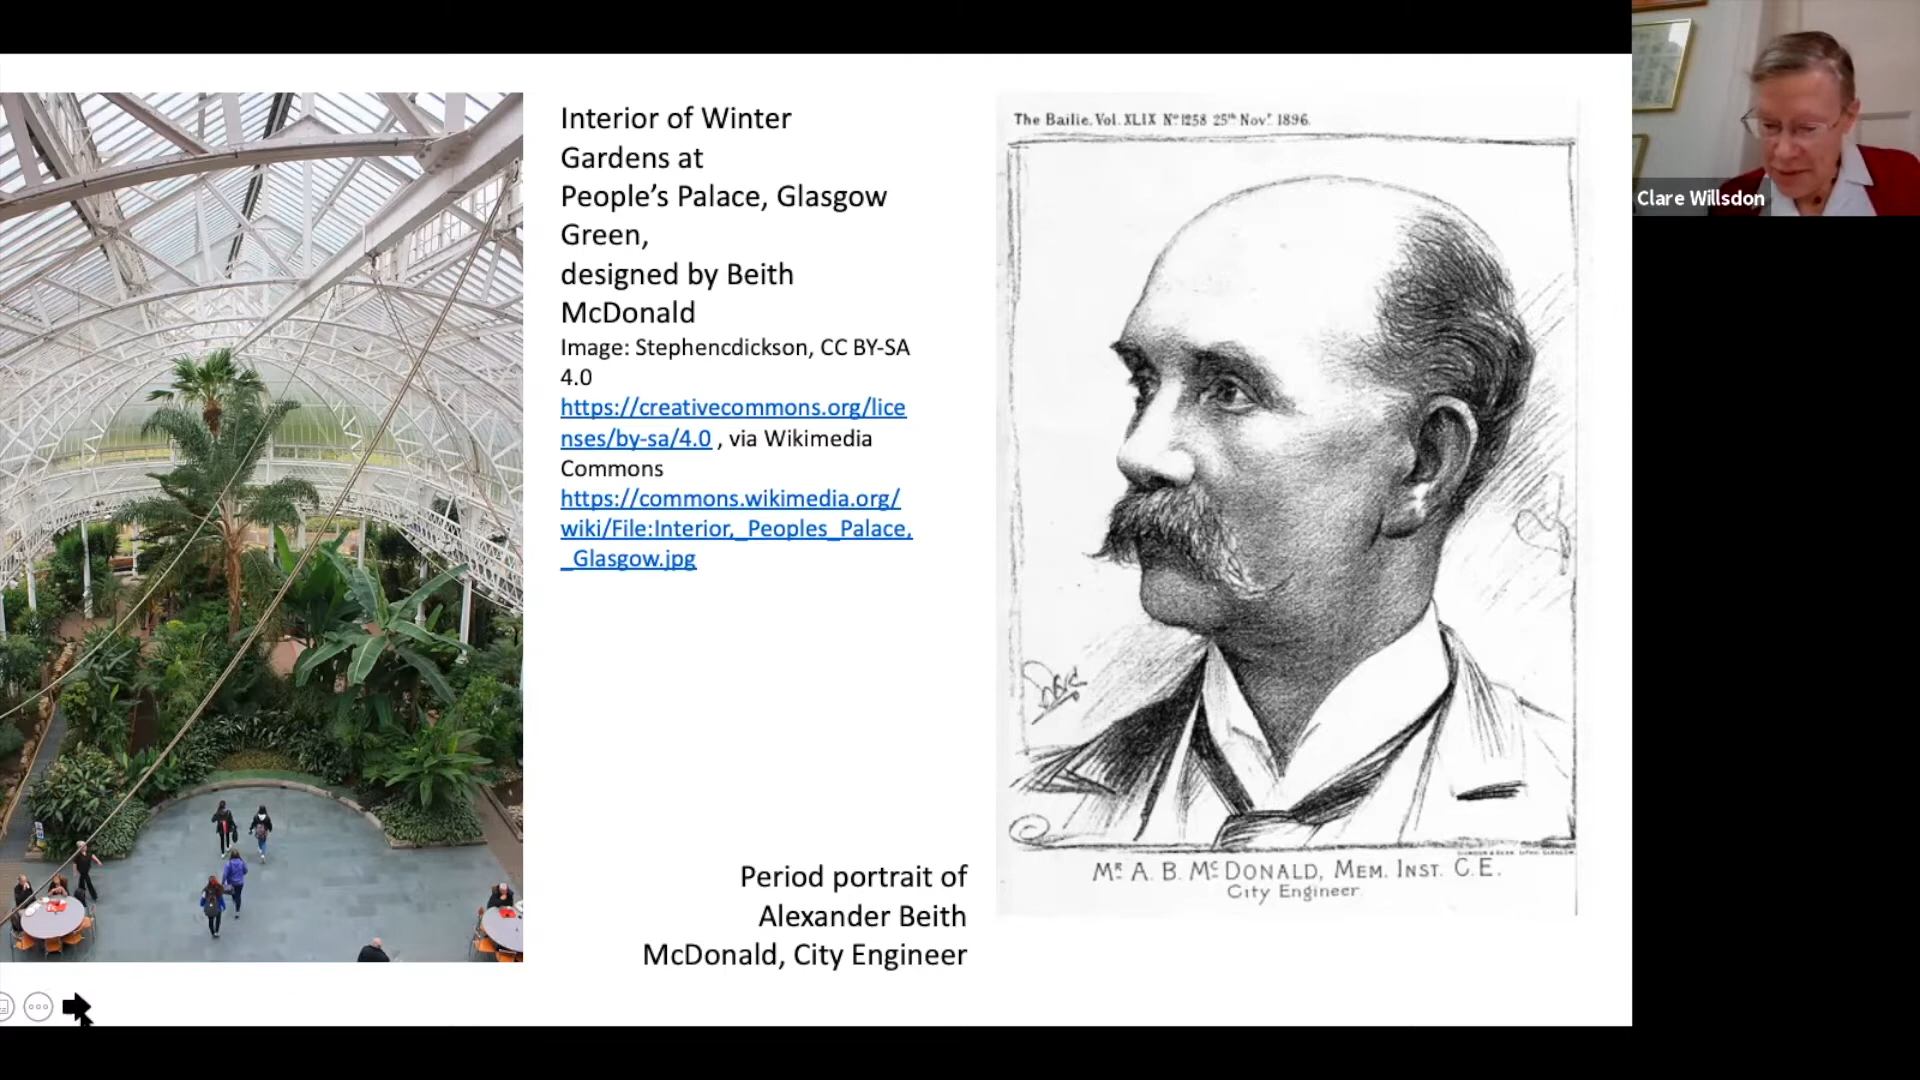 Interior of Winter
Gardens at
People’s Palace, Glasgow
Green,
designed by Beith
McDonald
Image: Stephencdickson, CC BY-SA
4.0
https://creativecommons.org/lice
nses/by-sa/4.0 , via Wikimedia
Commons
https://commons.wikimedia.org/
wiki/File:Interior,_Peoples_Palace,
_Glasgow.jpg
Period portrait of
Alexander Beith
McDonald, City Engineer
The Bailie. Vol. XLIX Nº 1258 25th Novr. 1896.
Mr A. B. McDonald, Mem. Inst. C.E.
City Engineer
Clare Willsdon